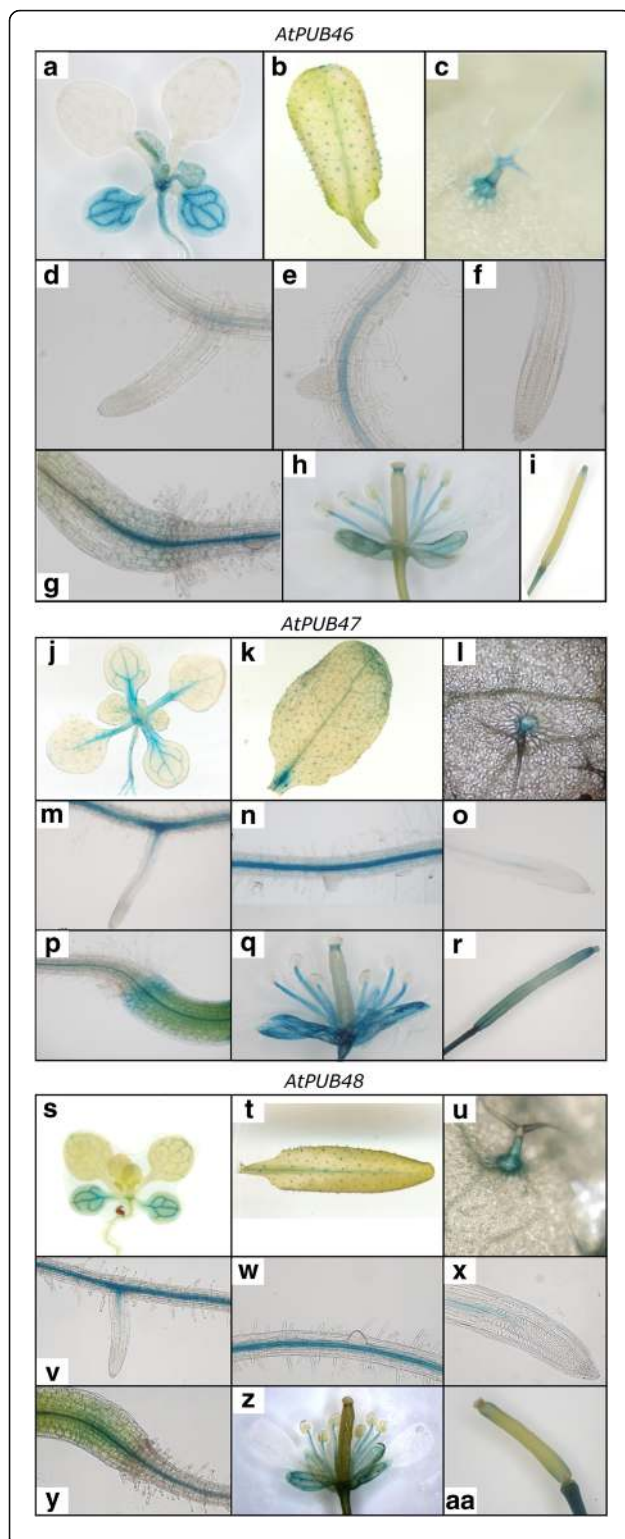 AtPUB46
a b c
d e f
g h i
AtPUB47
j k l
m n o
p q r
AtPUB48
s t u
v w x
y z aa